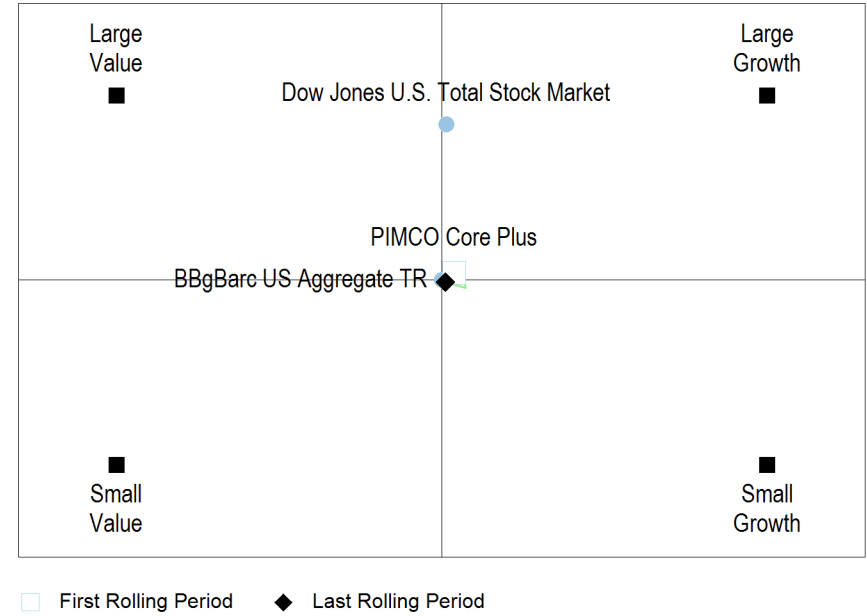 Large
Value
Large
Growth
Dow Jones U.S. Total Stock Market
PIMCO Core Plus
BBgBarc US Aggregate TR
Small
Value
Small
Growth
First Rolling Period
Last Rolling Period